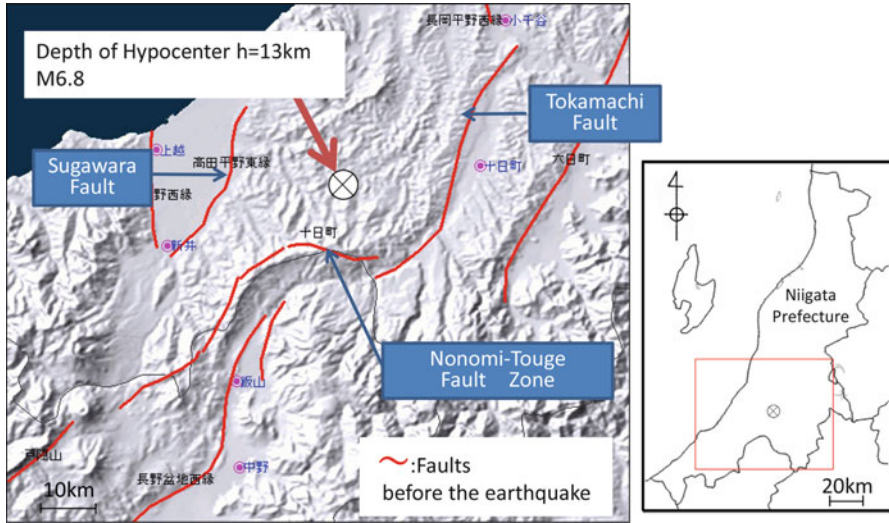 長岡平野西縁
小千谷
Depth of Hypocenter h=13km
M6.8
Tokamachi
Fault
上越
高田平野東縁
Sugawara
Fault
十日町
六日町
野西縁
新井
十日町
Niigata
Prefecture
Nonomi-Touge
Fault Zone
飯山
中野
長野盆地西縁
10km
:Faults
before the earthquake
20km